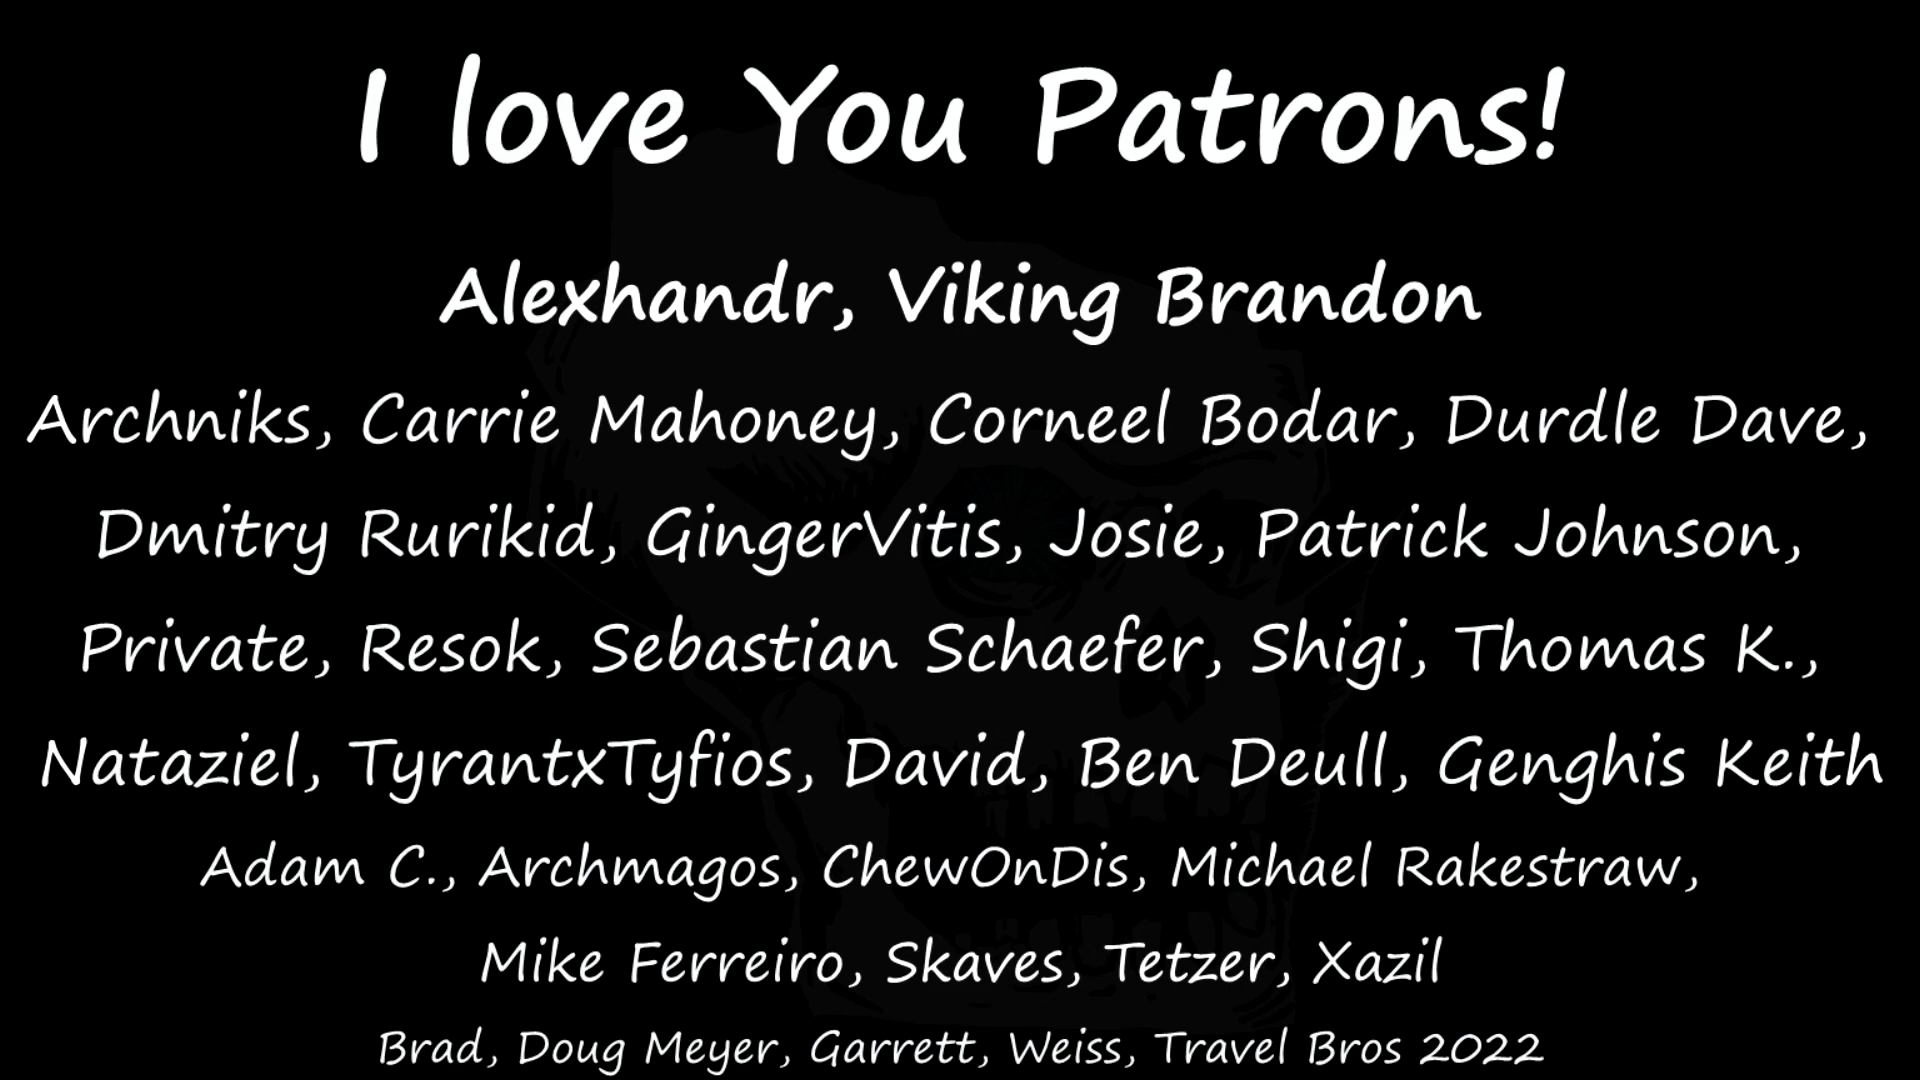 I love You Patrons!
Alexhandr, Viking Brandon
Archniks, Carrie Mahoney, Corneel Bodar, Durdle Dave,
Dmitry Rurikid, GingerVitis, Josie, Patrick Johnson,
Private, Resok, Sebastian Schaefer, Shigi, Thomas K.,
Nataziel, TyrantxTyfios, David, Ben Deull, Genghis Keith
Adam C., Archmagos, ChewOnDis, Michael Rakestraw,
Mike Ferreiro, Skaves, Tetzer, Xazil
Brad, Doug Meyer, Garrett, Weiss, Travel Bros 2022